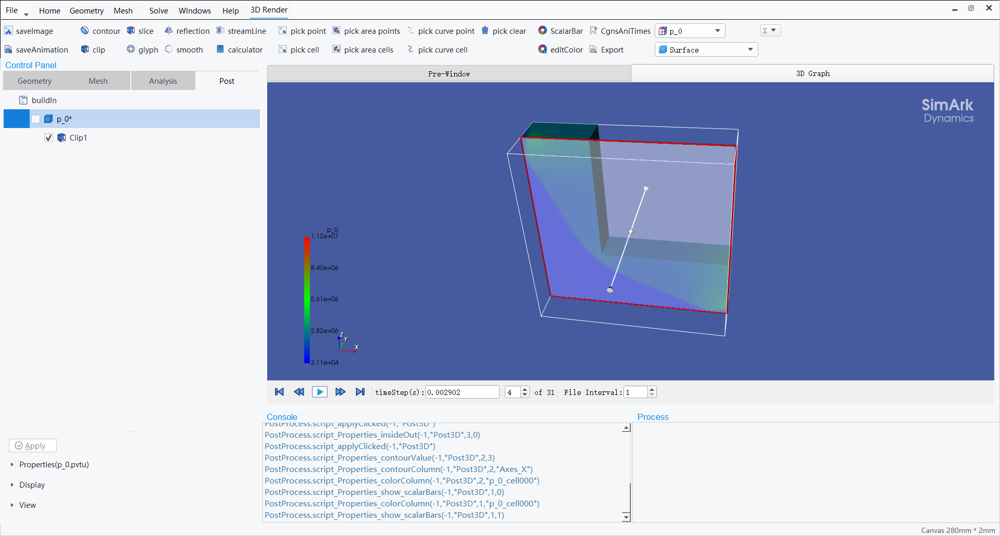 File Home Geometry Mesh Solve Windows Help 3D Render
saveImage contour slice reflection streamLine pick point pick area points pick curve point pick clear ScalarBar CgnsAniTimes p_0 X
saveAnimation clip glyph smooth calculator pick cell pick area cells pick curve cell editColor Export Surface
Control Panel
Geometry Mesh Analysis Post
buildIn
p_0*
Clip1
Apply
Properties(p_0.pvtu)
Display
View
Pre-Window 3D Graph
SimArk
Dynamics
p_0
1.12e+07
8.40e+06
5.61e+06
2.82e+06
2.11e+04
Z
Y
X
timeStep(s): 0.002902 4 of 31 File Interval: 1
Console
PostProcess.script_applyClicked(-1,"Post3D")
PostProcess.script_Properties_insideOut(-1,"Post3D",3,0)
PostProcess.script_applyClicked(-1,"Post3D")
PostProcess.script_Properties_contourValue(-1,"Post3D",2,3)
PostProcess.script_Properties_contourColumn(-1,"Post3D",2,"Axes_X")
PostProcess.script_Properties_colorColumn(-1,"Post3D",2,"p_0_cell000")
PostProcess.script_Properties_show_scalarBars(-1,"Post3D",1,0)
PostProcess.script_Properties_colorColumn(-1,"Post3D",1,"p_0_cell000")
PostProcess.script_Properties_show_scalarBars(-1,"Post3D",1,1)
Process
Canvas 280mm * 2mm